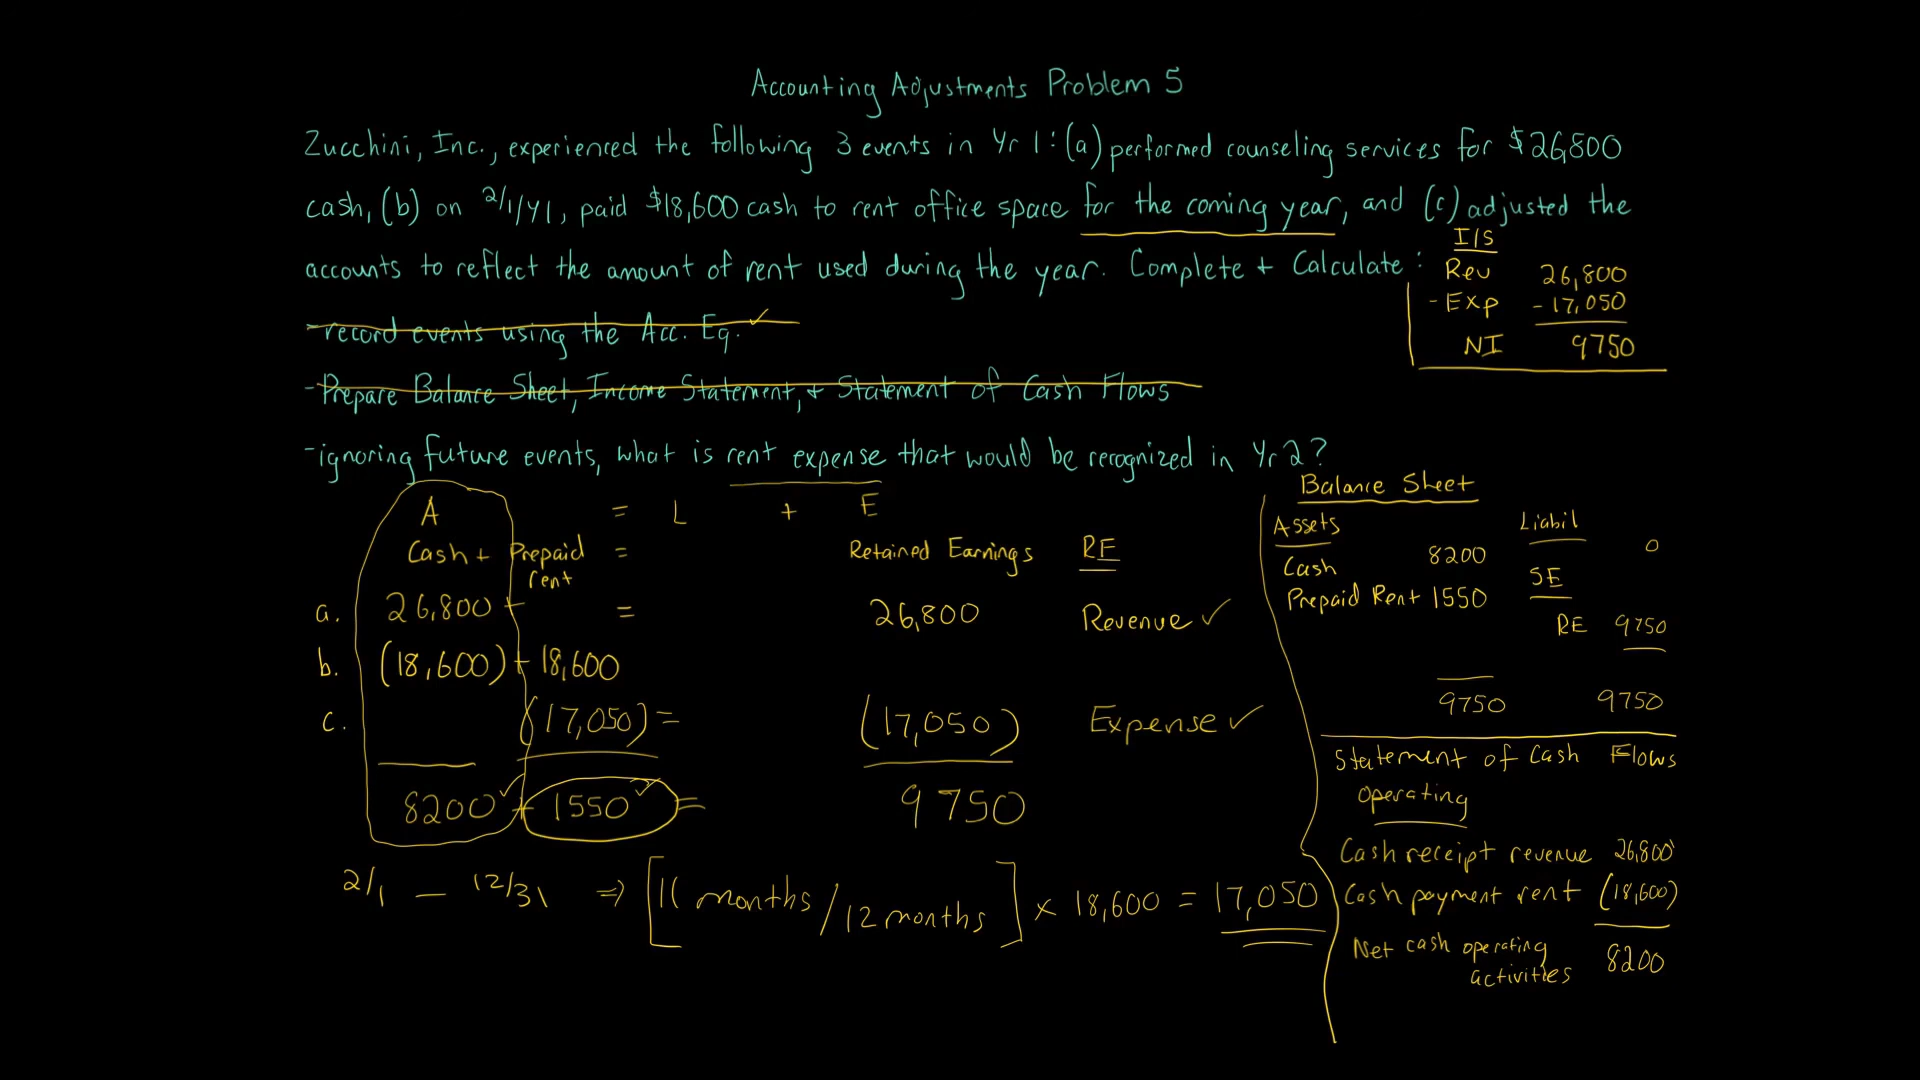 Accounting Adjustments Problem 5
Zucchini, Inc., experienced the following 3 events in Yr 1: (a) performed counseling services for $26,800
cash, (b) on 2/1/Y1, paid $18,600 cash to rent office space for the coming year, and (c) adjusted the
accounts to reflect the amount of rent used during the year. Complete + Calculate:
-record events using the Acc. Eq. ✓
-Prepare Balance Sheet, Income Statement, + Statement of Cash Flows
-ignoring future events, what is rent expense that would be recognized in Yr 2?
I/S
Rev 26,800
- Exp -17,050
NI 9750
A = L + E
Cash + Prepaid rent = Retained Earnings RE
a. 26,800 + = 26,800 Revenue ✓
b. (18,600) + 18,600
c. (17,050) = (17,050) Expense ✓
8200 ✓ + 1550 ✓ = 9750
2/1 — 12/31 ⇒ [11 months / 12 months] × 18,600 = 17,050
Balance Sheet
Assets Liabil
Cash 8200 0
SE
Prepaid Rent 1550
RE 9750
9750 9750
Statement of Cash Flows
operating
Cash receipt revenue 26,800
Cash payment rent (18,600)
Net cash operating
activities 8200